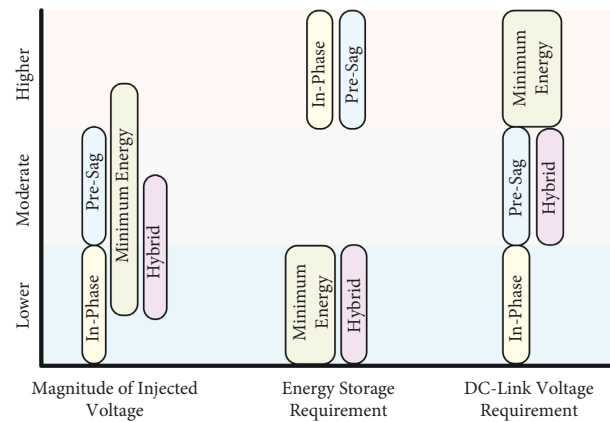 Higher
Moderate
Lower
Pre-Sag
In-Phase
Minimum Energy
Hybrid
In-Phase
Pre-Sag
Minimum
Energy
Hybrid
Minimum
Energy
Pre-Sag
Hybrid
In-Phase
Magnitude of Injected
Voltage
Energy Storage
Requirement
DC-Link Voltage
Requirement